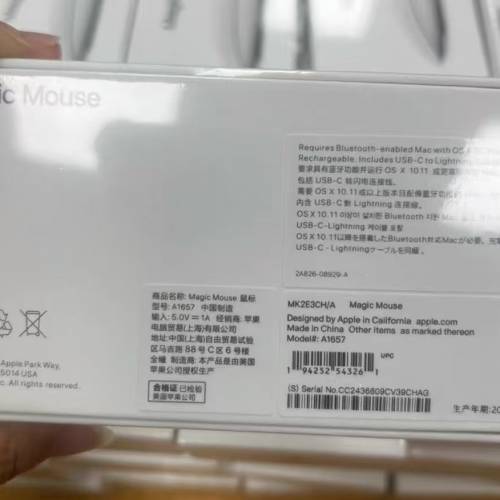 ic Mouse
Requires Bluetooth-enabled Mac with OS X
Rechargeable. Includes USB-C to Lightning
要求具有蓝牙功能并运行 OS X 10.11 或更
包括 USB-C 转闪电连接线。
需要 OS X 10.11 或以上版本且配備藍牙功
內含 USB-C 對 Lightning 連接線。
OS X 10.11 이상이 설치된 Bluetooth 지원 Mac
USB-C-Lightning 케이블 포함
OS X 10.11以降を搭載したBluetooth対応Macが必要。充
USB-C - Lightningケーブルを同梱。
2A826-08929-A
Apple Park Way,
95014 USA
Inc. All rights reserved.
商品名称: Magic Mouse 鼠标
型号: A1657 中国制造
输入: 5.0V⎓1A 经销商: 苹果
电脑贸易(上海)有限公司
地址: 中国(上海)自由贸易试验
区马吉路 88 号 C 区 6 号楼
全幢 制造商: 本产品是由美国
苹果公司授权生产
合格证 已检验
美国苹果公司
MK2E3CH/A Magic Mouse
Designed by Apple in California apple.com
Made in China Other items as marked thereon
Model#: A1657
UPC
1 94252 54326 1
(S) Serial No. CC2436609CV39CHAG
生产年期: 20